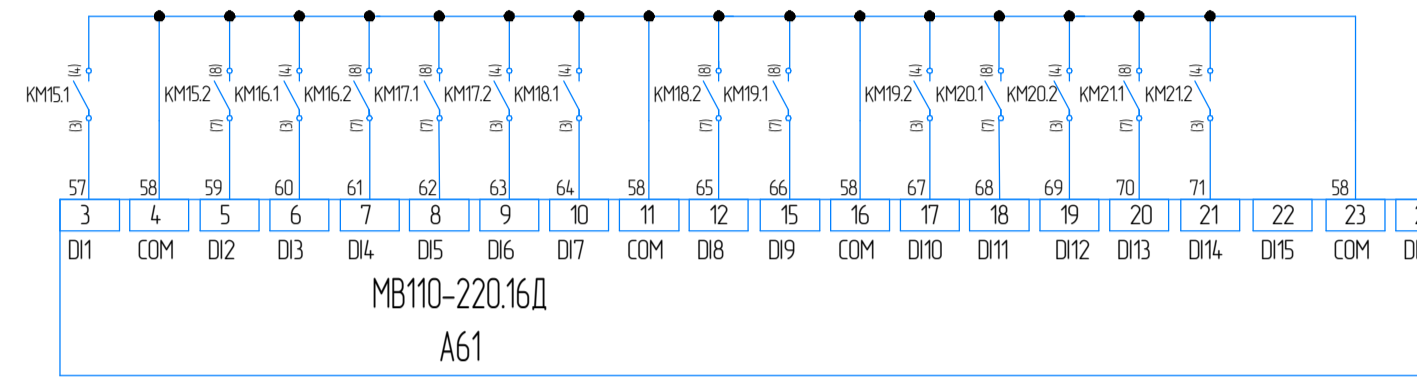 (4) (8) (4) (8) (8) (4) (4) (8) (8) (4) (8) (4) (8) (4)
KM15.1 KM15.2 KM16.1 KM16.2 KM17.1 KM17.2 KM18.1 KM18.2 KM19.1 KM19.2 KM20.1 KM20.2 KM21.1 KM21.2
(3) (7) (3) (7) (7) (3) (3) (7) (7) (3) (7) (3) (7) (3)
57 58 59 60 61 62 63 64 58 65 66 58 67 68 69 70 71 58
3 4 5 6 7 8 9 10 11 12 15 16 17 18 19 20 21 22 23
DI1 COM DI2 DI3 DI4 DI5 DI6 DI7 COM DI8 DI9 COM DI10 DI11 DI12 DI13 DI14 DI15 COM
МВ110-220.16Д
А61